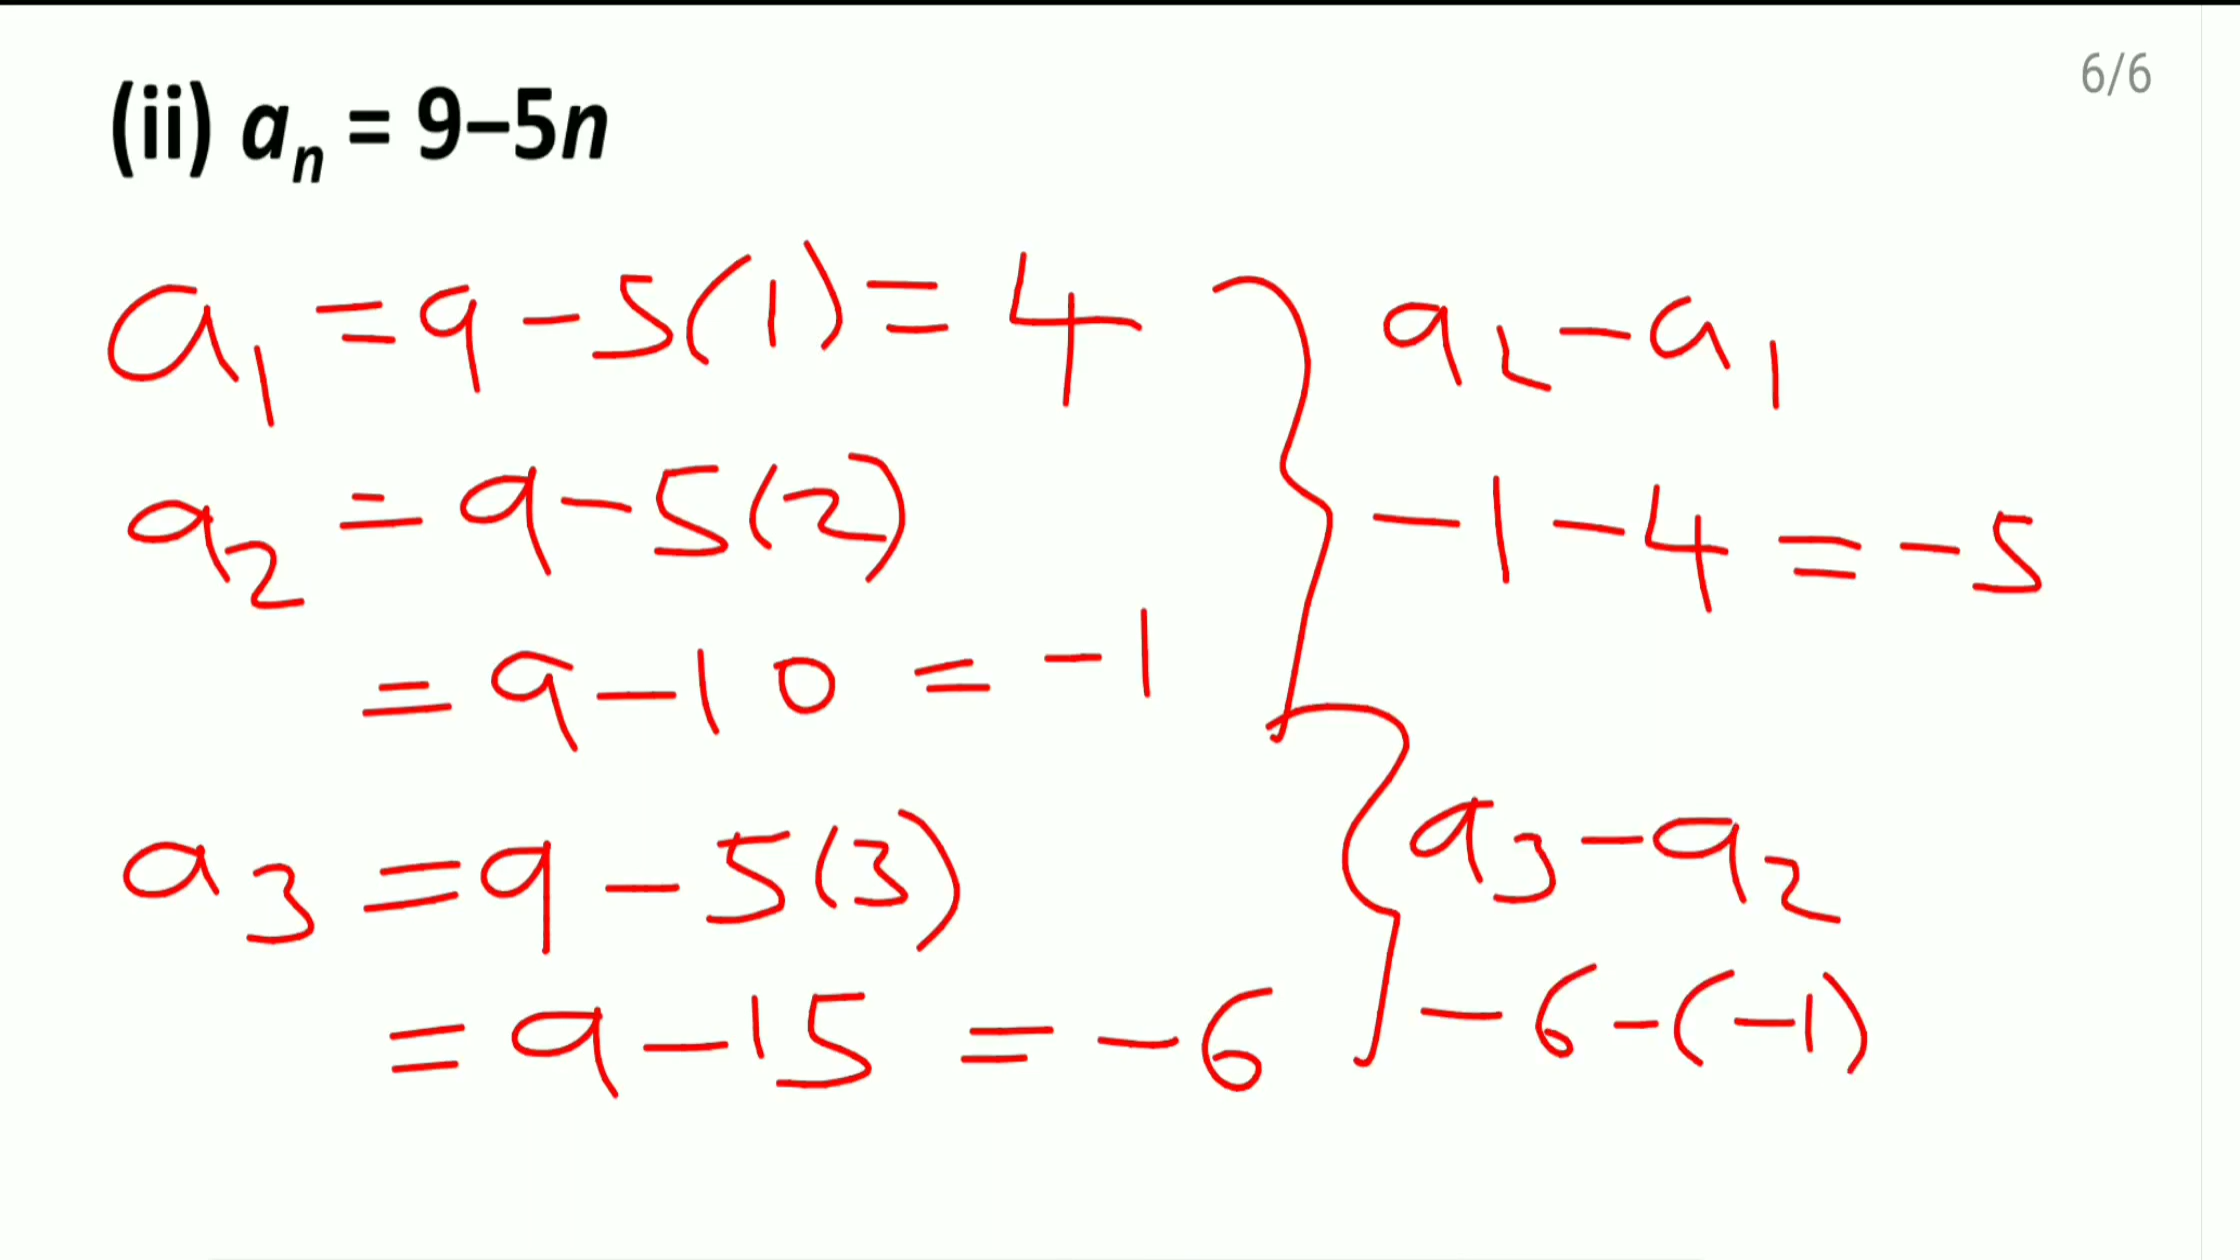 6/6
(ii) aₙ = 9–5n
a₁ = 9 - 5(1) = 4
a₂ = 9 - 5(2)
= 9 - 10 = -1
a₃ = 9 - 5(3)
= 9 - 15 = -6
a₂ - a₁
-1 - 4 = -5
a₃ - a₂
-6 - (-1)